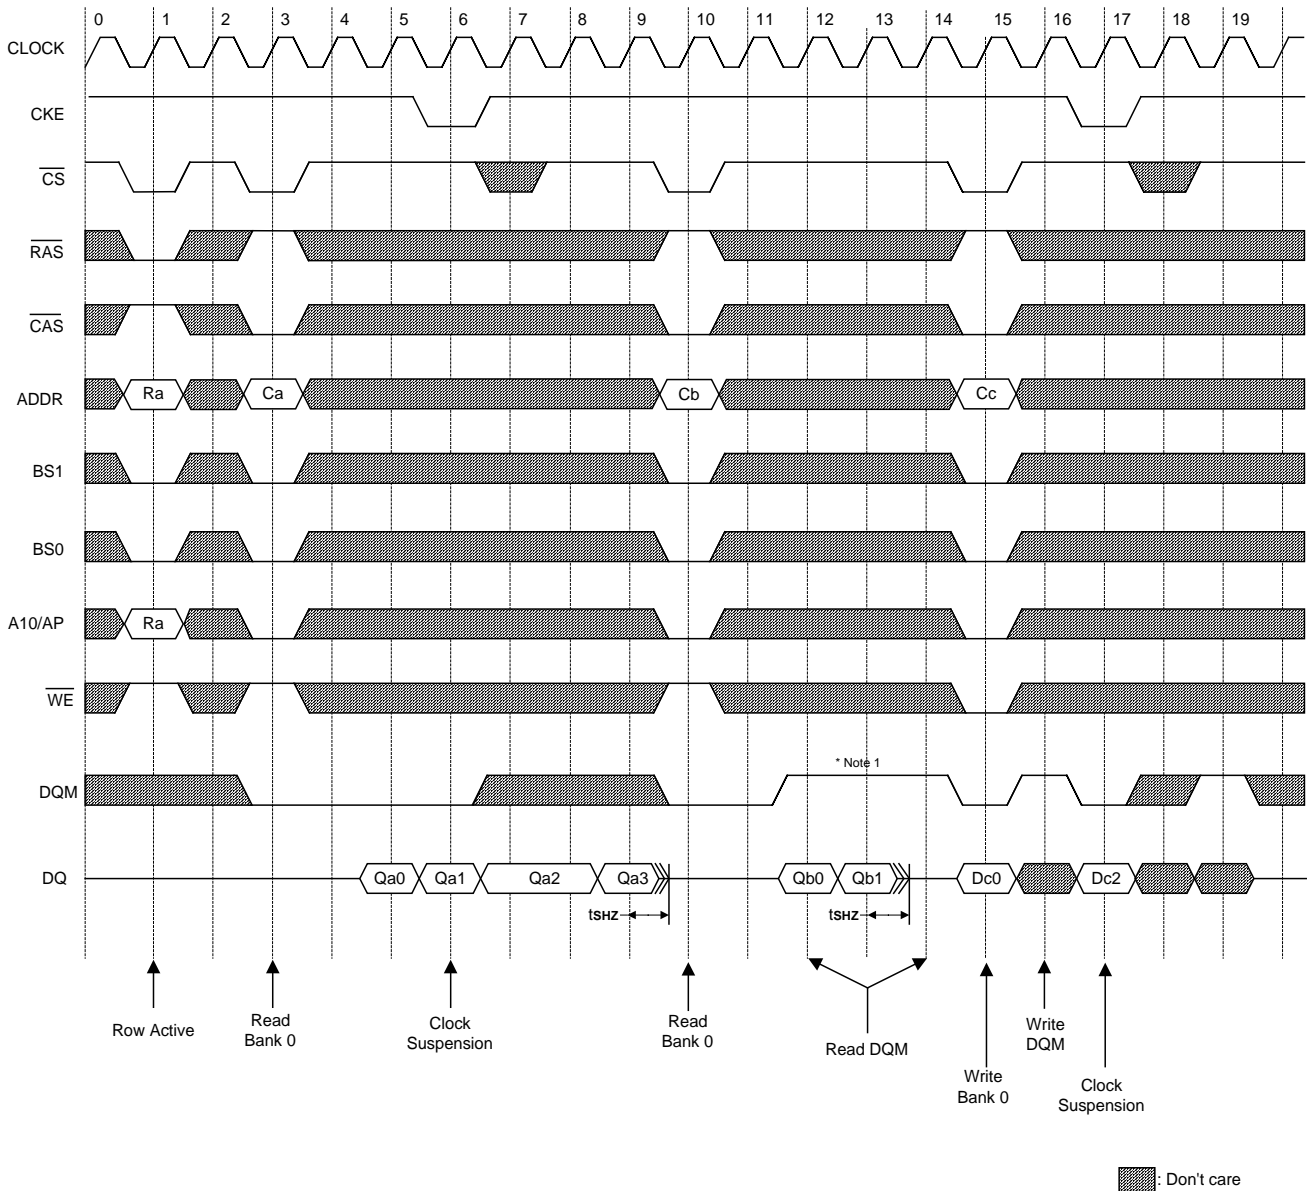 0 1 2 3 4 5 6 7 8 9 10 11 12 13 14 15 16 17 18 19
CLOCK
CKE
CS
RAS
CAS
ADDR Ra Ca Cb Cc
BS1
BS0
A10/AP Ra
WE
* Note 1
DQM
DQ Qa0 Qa1 Qa2 Qa3 Qb0 Qb1 Dc0 Dc2
tSHZ tSHZ
Row Active
Read
Bank 0
Clock
Suspension
Read
Bank 0
Read DQM
Write
Bank 0
Write
DQM
Clock
Suspension
: Don't care